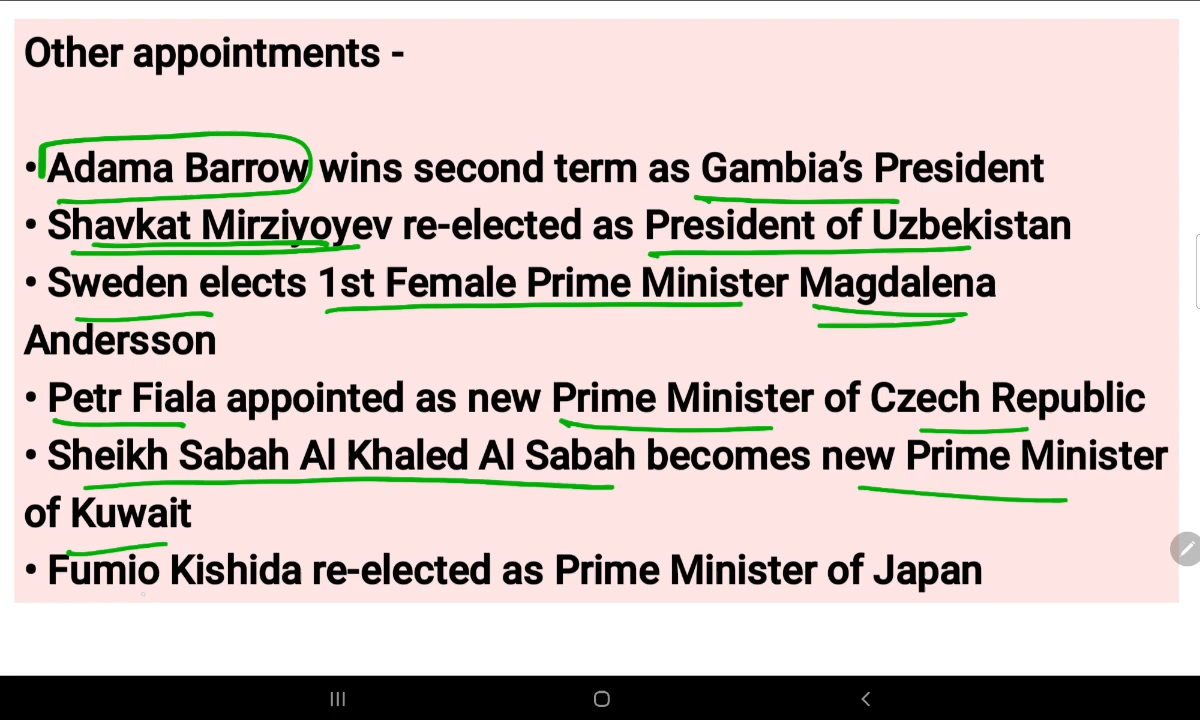 Other appointments -
• Adama Barrow wins second term as Gambia's President
• Shavkat Mirziyoyev re-elected as President of Uzbekistan
• Sweden elects 1st Female Prime Minister Magdalena
Andersson
• Petr Fiala appointed as new Prime Minister of Czech Republic
• Sheikh Sabah Al Khaled Al Sabah becomes new Prime Minister
of Kuwait
• Fumio Kishida re-elected as Prime Minister of Japan